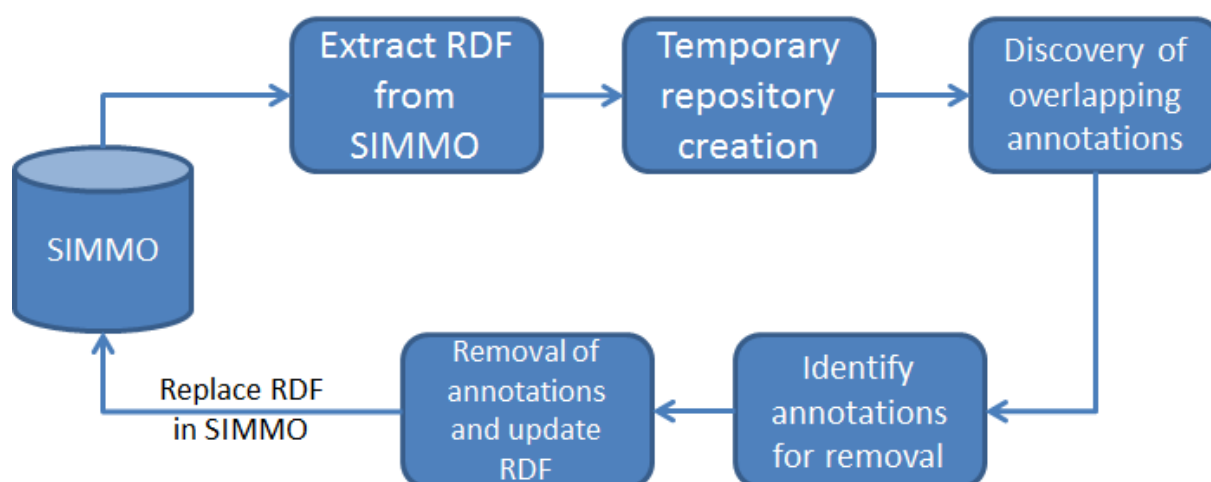 Extract RDF
from
SIMMO
Temporary
repository
creation
Discovery of
overlapping
annotations
SIMMO
Replace RDF
in SIMMO
Removal of
annotations
and update
RDF
Identify
annotations
for removal